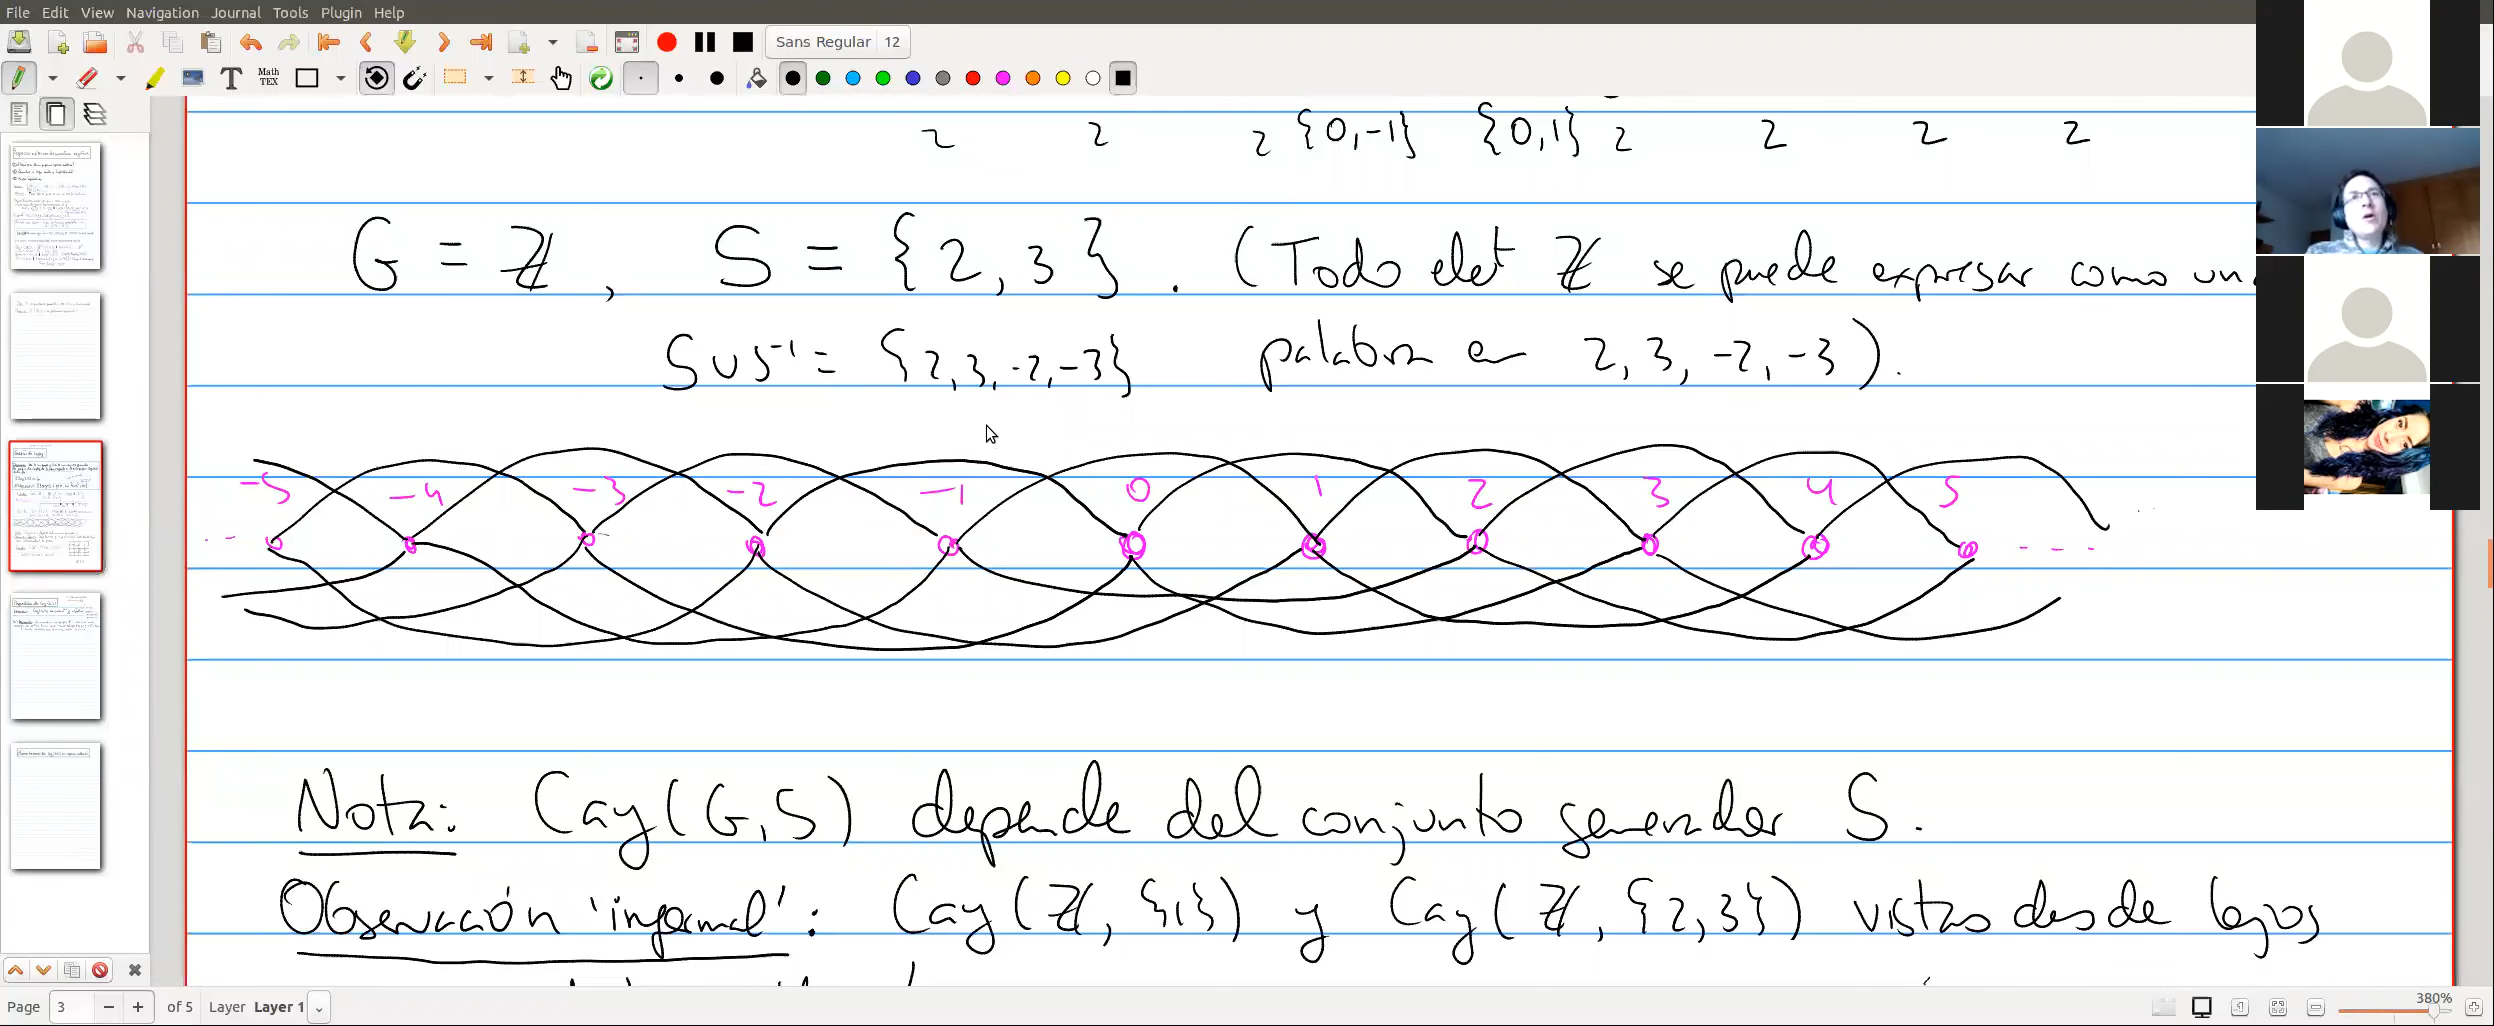 File Edit View Navigation Journal Tools Plugin Help
Sans Regular 12
Math TEX
2 2 2 {0,-1} {0,1} 2 2 2 2
G = ℤ, S = {2, 3}. (Todo elet ℤ se puede expresar como un
S∪S⁻¹ = {2,3,-2,-3} palabra en 2, 3, -2, -3).
-5 -4 -3 -2 -1 0 1 2 3 4 5
Nota: Cay(G,S) depende del conjunto generador S.
Observación 'informal': Cay(ℤ, {1}) y Cay(ℤ, {2,3}) vistas desde lejos
Page 3 of 5 Layer Layer 1 380%